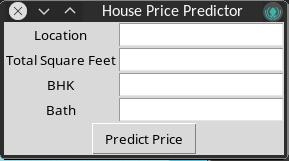 House Price Predictor
Location
Total Square Feet
BHK
Bath
Predict Price